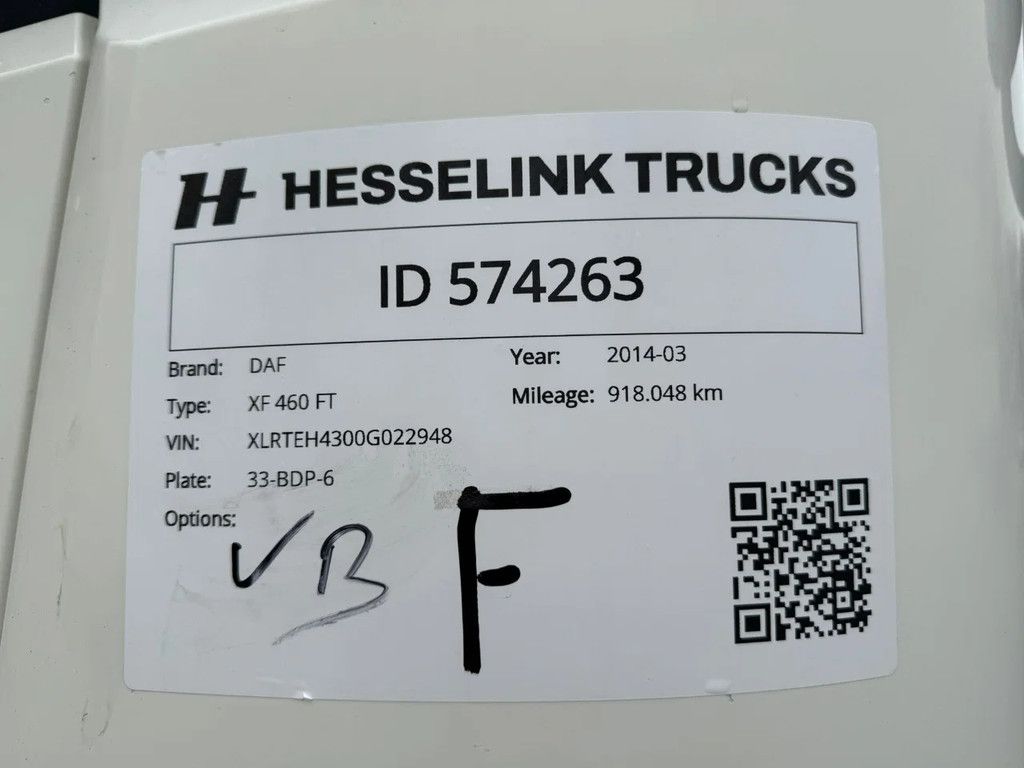 H HESSELINK TRUCKS
ID 574263
Brand: DAF
Year: 2014-03
Type: XF 460 FT
Mileage: 918.048 km
VIN: XLRTEH4300G022948
Plate: 33-BDP-6
Options:
VB F